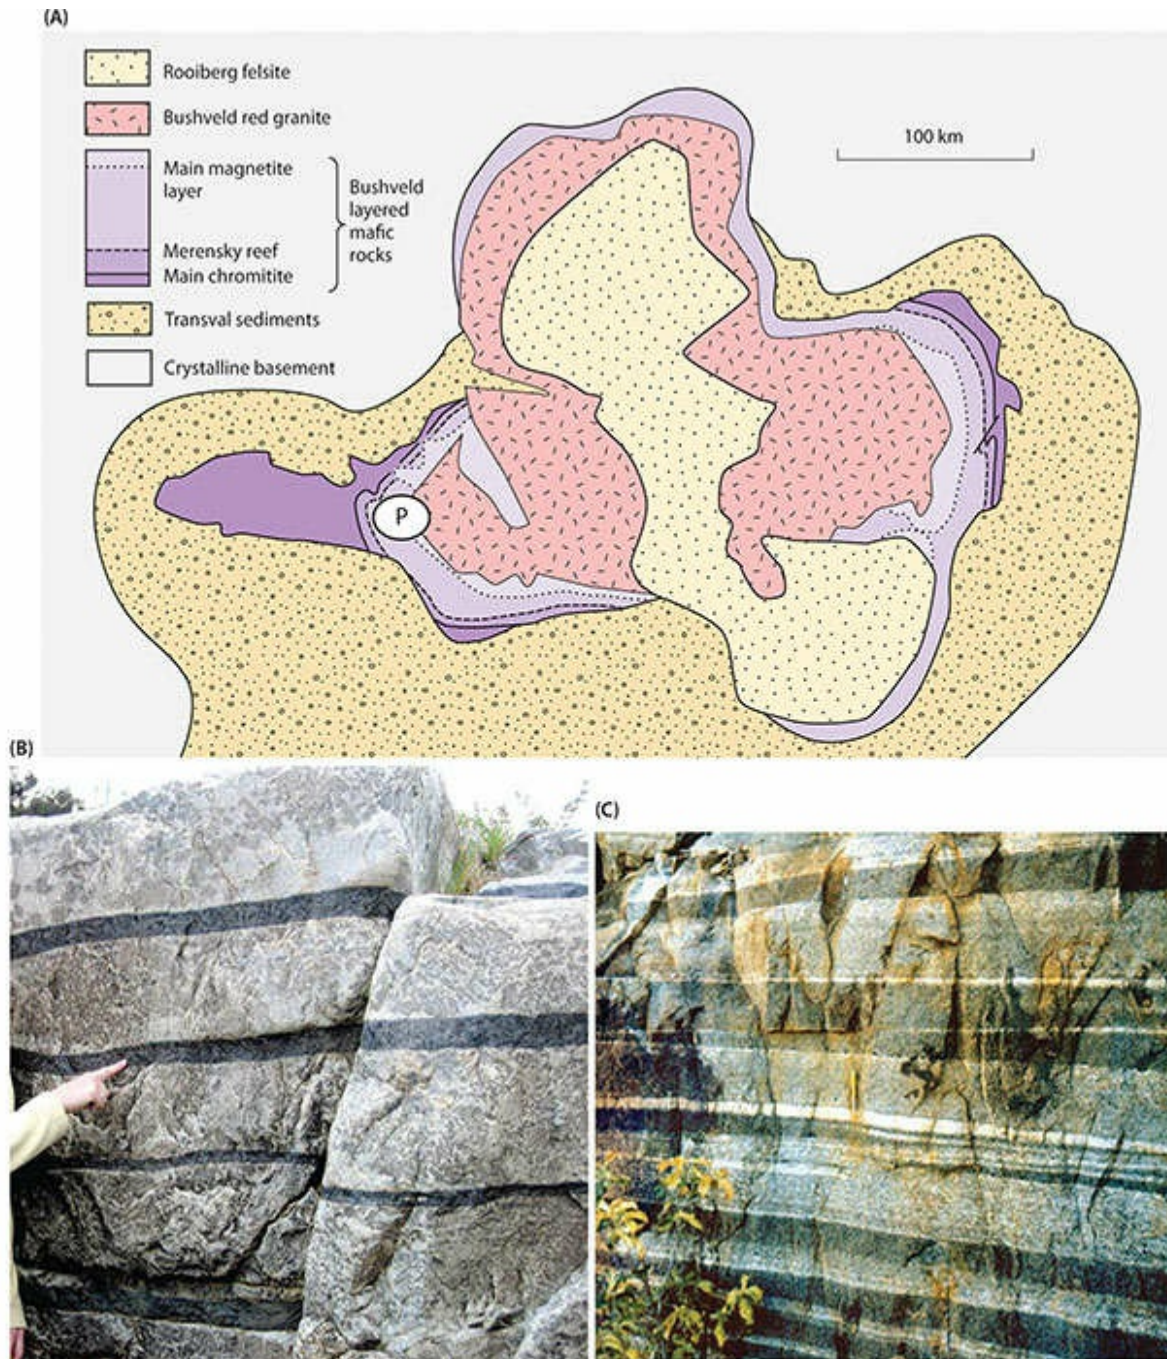 (A)
Rooiberg felsite
Bushveld red granite
Main magnetite
layer
Merensky reef
Main chromitite
Bushveld
layered
mafic
rocks
Transval sediments
Crystalline basement
100 km
P
(B)
(C)